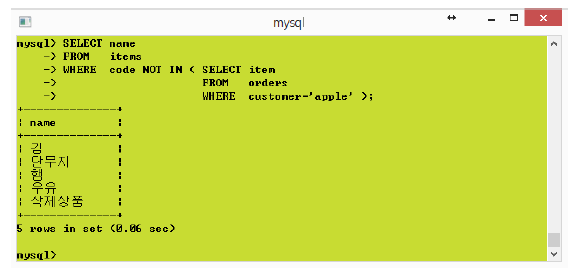 mysql
mysql> SELECT name
    -> FROM   items
    -> WHERE  code NOT IN ( SELECT item
    ->                      FROM   orders
    ->                      WHERE  customer='apple' );
+--------------+
| name         |
+--------------+
| 김           |
| 단무지       |
| 햄           |
| 우유         |
| 삭제상품     |
+--------------+
5 rows in set (0.06 sec)
mysql>